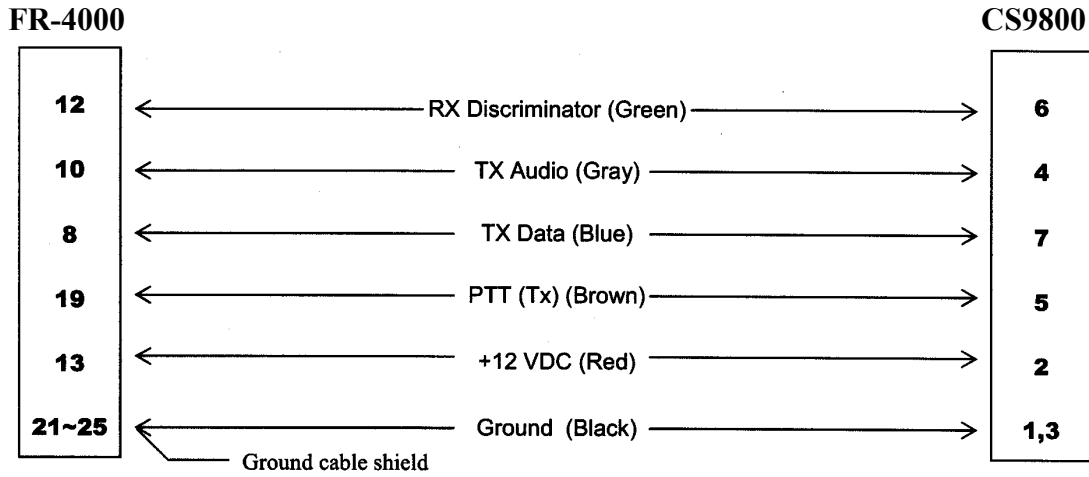 FR-4000 CS9800
12 RX Discriminator (Green) 6
10 TX Audio (Gray) 4
8 TX Data (Blue) 7
19 PTT (Tx) (Brown) 5
13 +12 VDC (Red) 2
21~25 Ground (Black) 1,3
Ground cable shield